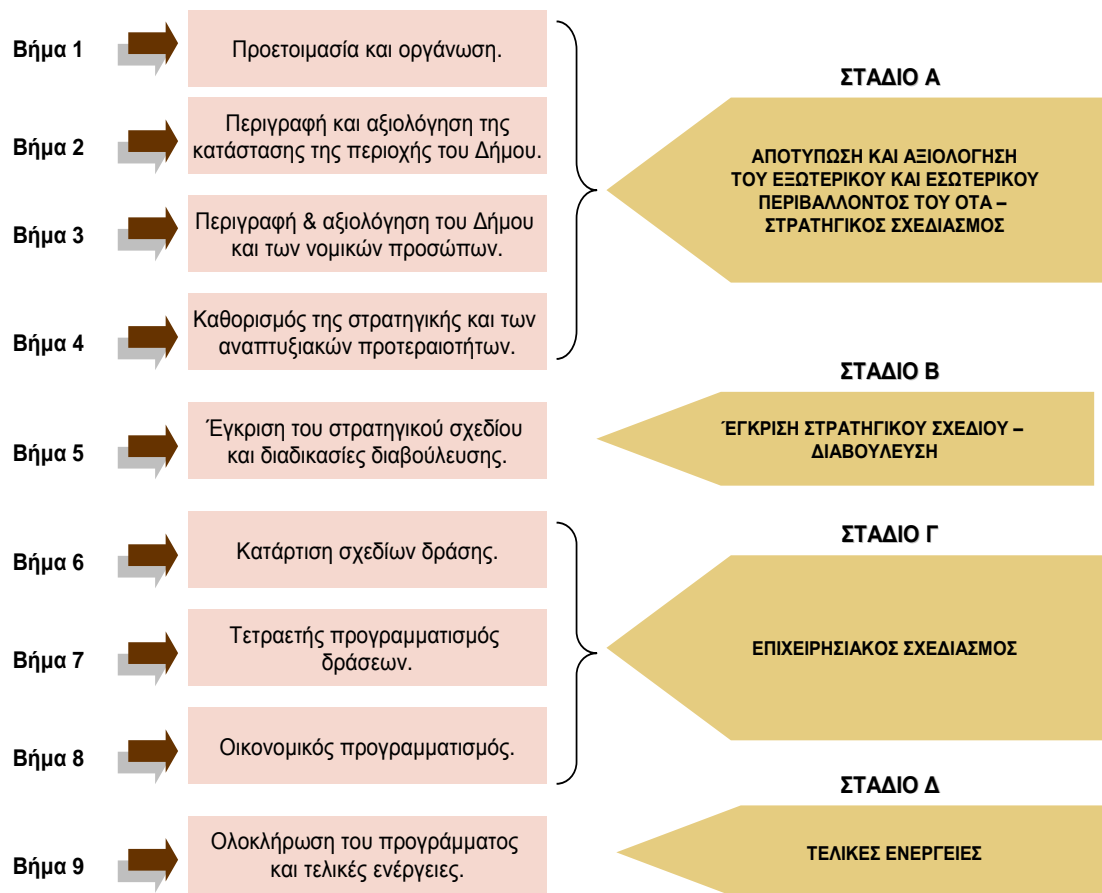 Βήμα 1
Προετοιμασία και οργάνωση.
Βήμα 2
Περιγραφή και αξιολόγηση της
κατάστασης της περιοχής του Δήμου.
Βήμα 3
Περιγραφή & αξιολόγηση του Δήμου
και των νομικών προσώπων.
Βήμα 4
Καθορισμός της στρατηγικής και των
αναπτυξιακών προτεραιοτήτων.
ΣΤΑΔΙΟ Α
ΑΠΟΤΥΠΩΣΗ ΚΑΙ ΑΞΙΟΛΟΓΗΣΗ
ΤΟΥ ΕΞΩΤΕΡΙΚΟΥ ΚΑΙ ΕΣΩΤΕΡΙΚΟΥ
ΠΕΡΙΒΑΛΛΟΝΤΟΣ ΤΟΥ ΟΤΑ –
ΣΤΡΑΤΗΓΙΚΟΣ ΣΧΕΔΙΑΣΜΟΣ
Βήμα 5
Έγκριση του στρατηγικού σχεδίου
και διαδικασίες διαβούλευσης.
ΣΤΑΔΙΟ Β
ΈΓΚΡΙΣΗ ΣΤΡΑΤΗΓΙΚΟΥ ΣΧΕΔΙΟΥ –
ΔΙΑΒΟΥΛΕΥΣΗ
Βήμα 6
Κατάρτιση σχεδίων δράσης.
Βήμα 7
Τετραετής προγραμματισμός
δράσεων.
Βήμα 8
Οικονομικός προγραμματισμός.
ΣΤΑΔΙΟ Γ
ΕΠΙΧΕΙΡΗΣΙΑΚΟΣ ΣΧΕΔΙΑΣΜΟΣ
Βήμα 9
Ολοκλήρωση του προγράμματος
και τελικές ενέργειες.
ΣΤΑΔΙΟ Δ
ΤΕΛΙΚΕΣ ΕΝΕΡΓΕΙΕΣ